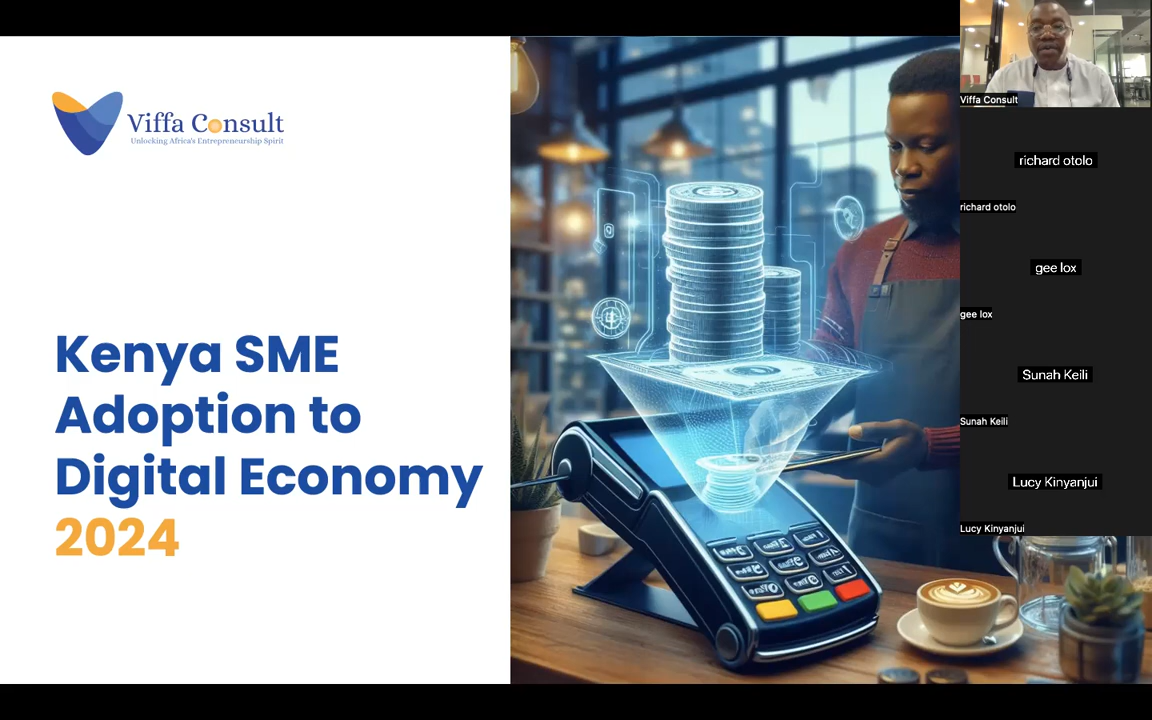 Viffa Consult
Unlocking Africa's Entrepreneurship Spirit
Kenya SME
Adoption to
Digital Economy
2024
Viffa Consult
richard otolo
richard otolo
gee lox
gee lox
Sunah Keili
Sunah Keili
Lucy Kinyanjui
Lucy Kinyanjui